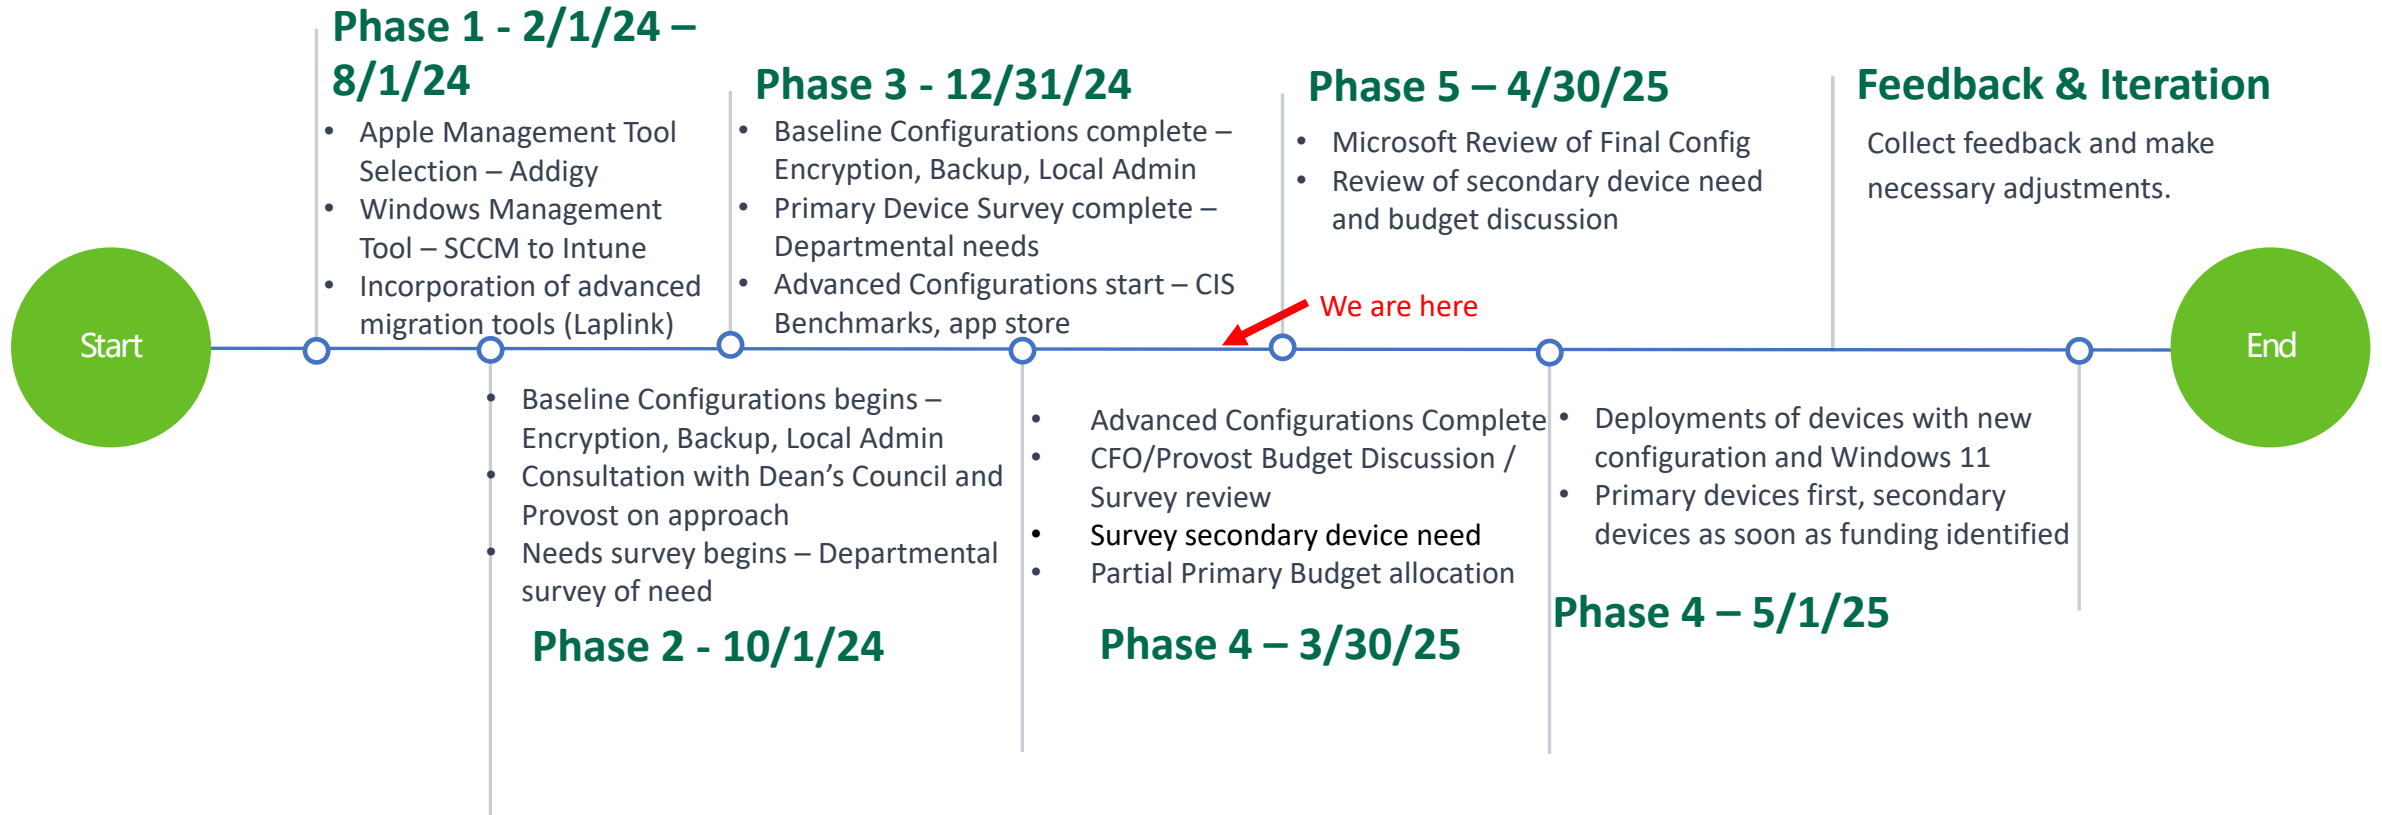 Start
Phase 1 - 2/1/24 –
8/1/24
• Apple Management Tool
Selection – Addigy
• Windows Management
Tool – SCCM to Intune
• Incorporation of advanced
migration tools (Laplink)
• Baseline Configurations begins –
Encryption, Backup, Local Admin
• Consultation with Dean’s Council and
Provost on approach
• Needs survey begins – Departmental
survey of need
Phase 2 - 10/1/24
Phase 3 - 12/31/24
• Baseline Configurations complete –
Encryption, Backup, Local Admin
• Primary Device Survey complete –
Departmental needs
• Advanced Configurations start – CIS
Benchmarks, app store
• Advanced Configurations Complete
• CFO/Provost Budget Discussion /
Survey review
• Survey secondary device need
• Partial Primary Budget allocation
Phase 4 – 3/30/25
We are here
Phase 5 – 4/30/25
• Microsoft Review of Final Config
• Review of secondary device need
and budget discussion
• Deployments of devices with new
configuration and Windows 11
• Primary devices first, secondary
devices as soon as funding identified
Phase 4 – 5/1/25
Feedback & Iteration
Collect feedback and make
necessary adjustments.
End